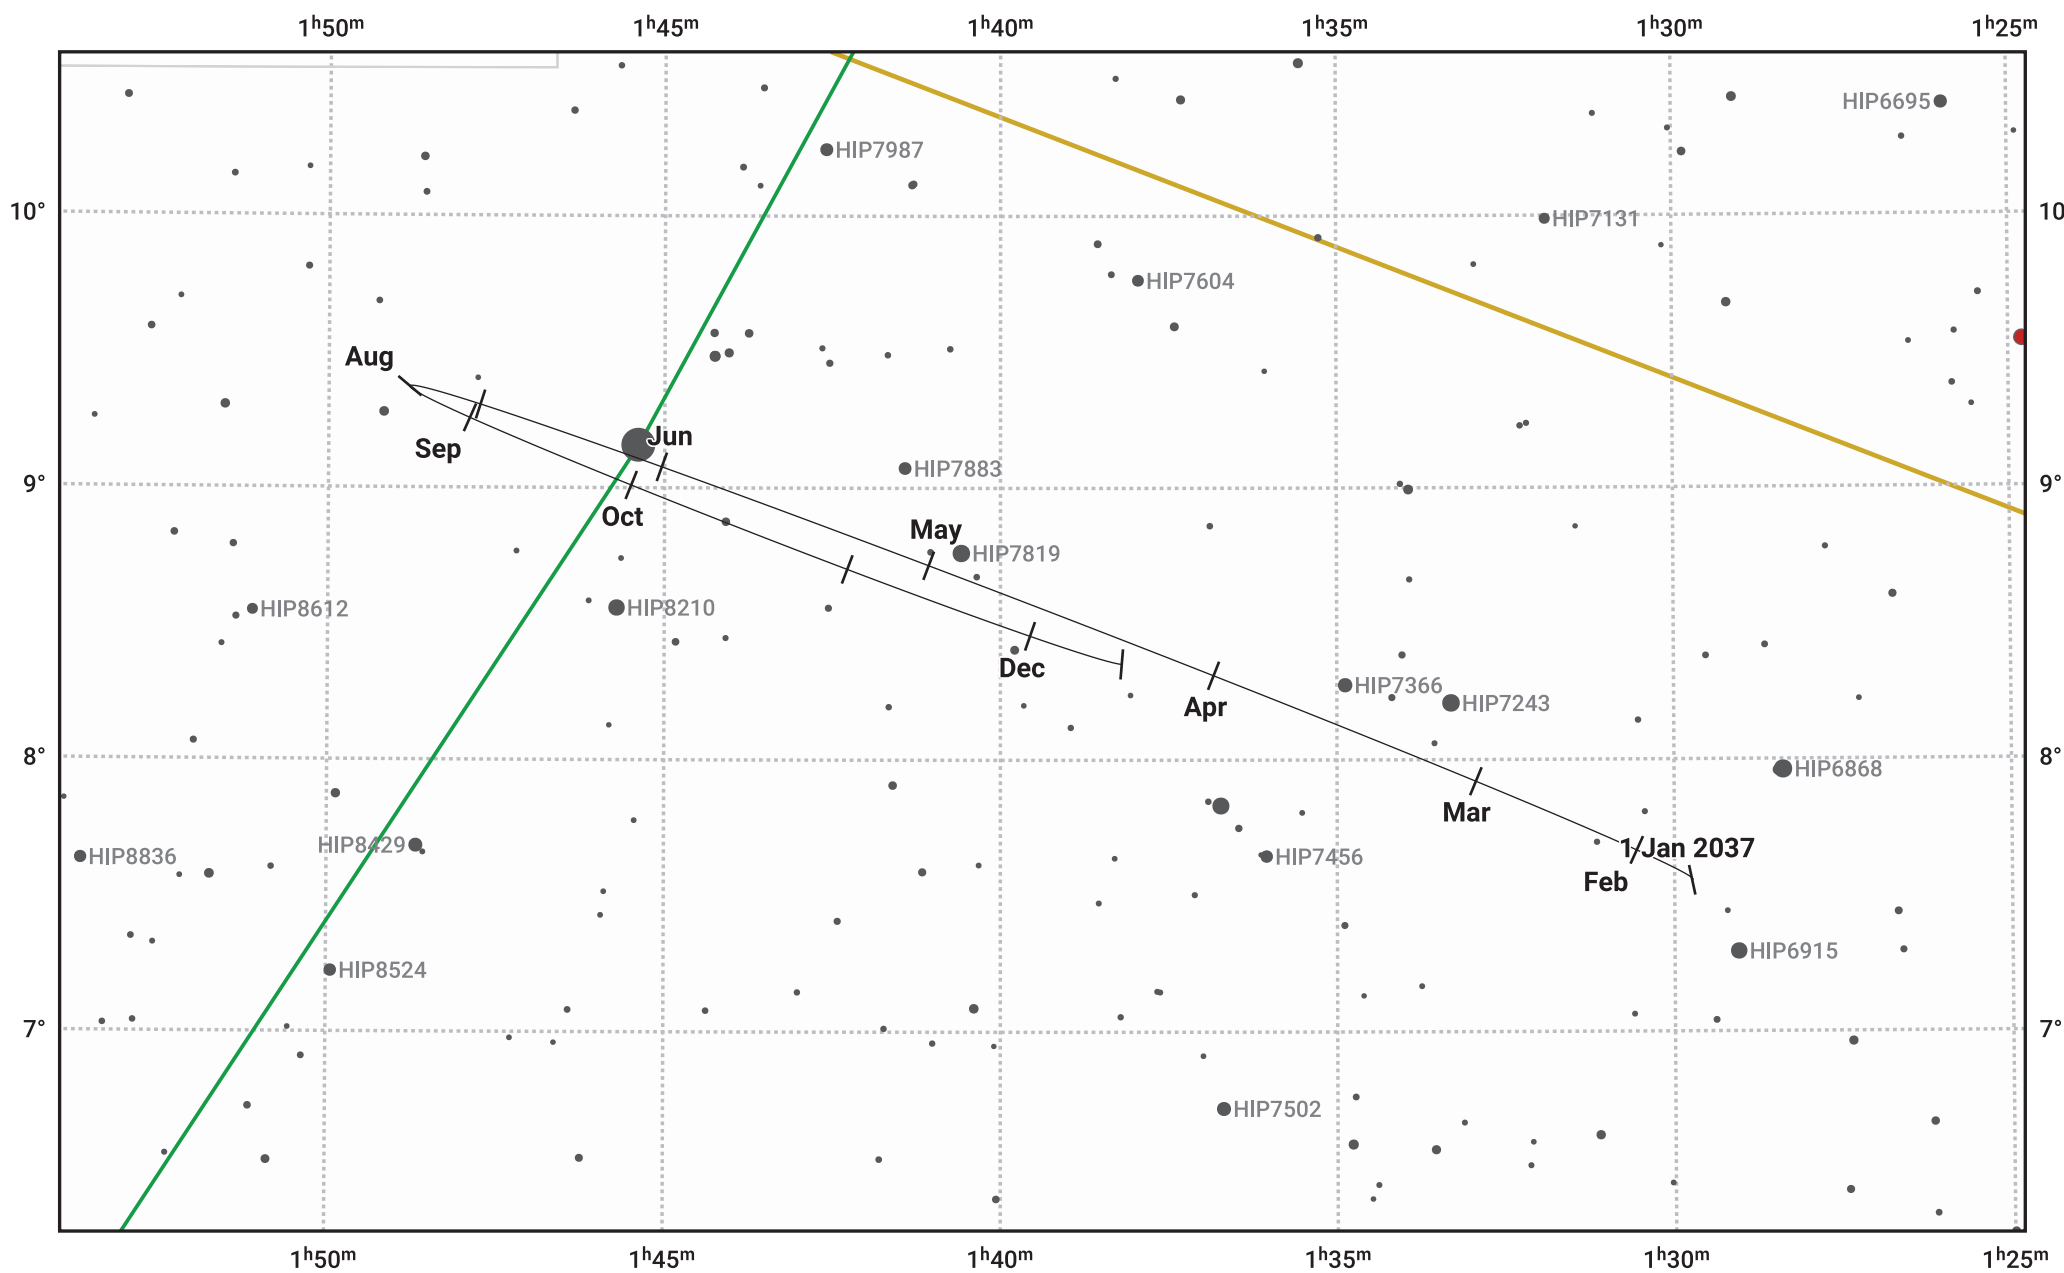 1ʰ50ᵐ 1ʰ45ᵐ 1ʰ40ᵐ 1ʰ35ᵐ 1ʰ30ᵐ 1ʰ25ᵐ
HIP6695
HIP7987
10° 10
HIP7131
HIP7604
Aug
Jun
Sep
HIP7883
9° 9°
Oct
May
HIP7819
HIP8612
HIP8210
Dec
HIP7366
HIP7243
Apr
8° 8°
HIP6868
Mar
HIP8429
1 Jan 2037
HIP8836
HIP7456
Feb
HIP6915
HIP8524
7° 7°
HIP7502
1ʰ50ᵐ 1ʰ45ᵐ 1ʰ40ᵐ 1ʰ35ᵐ 1ʰ30ᵐ 1ʰ25ᵐ